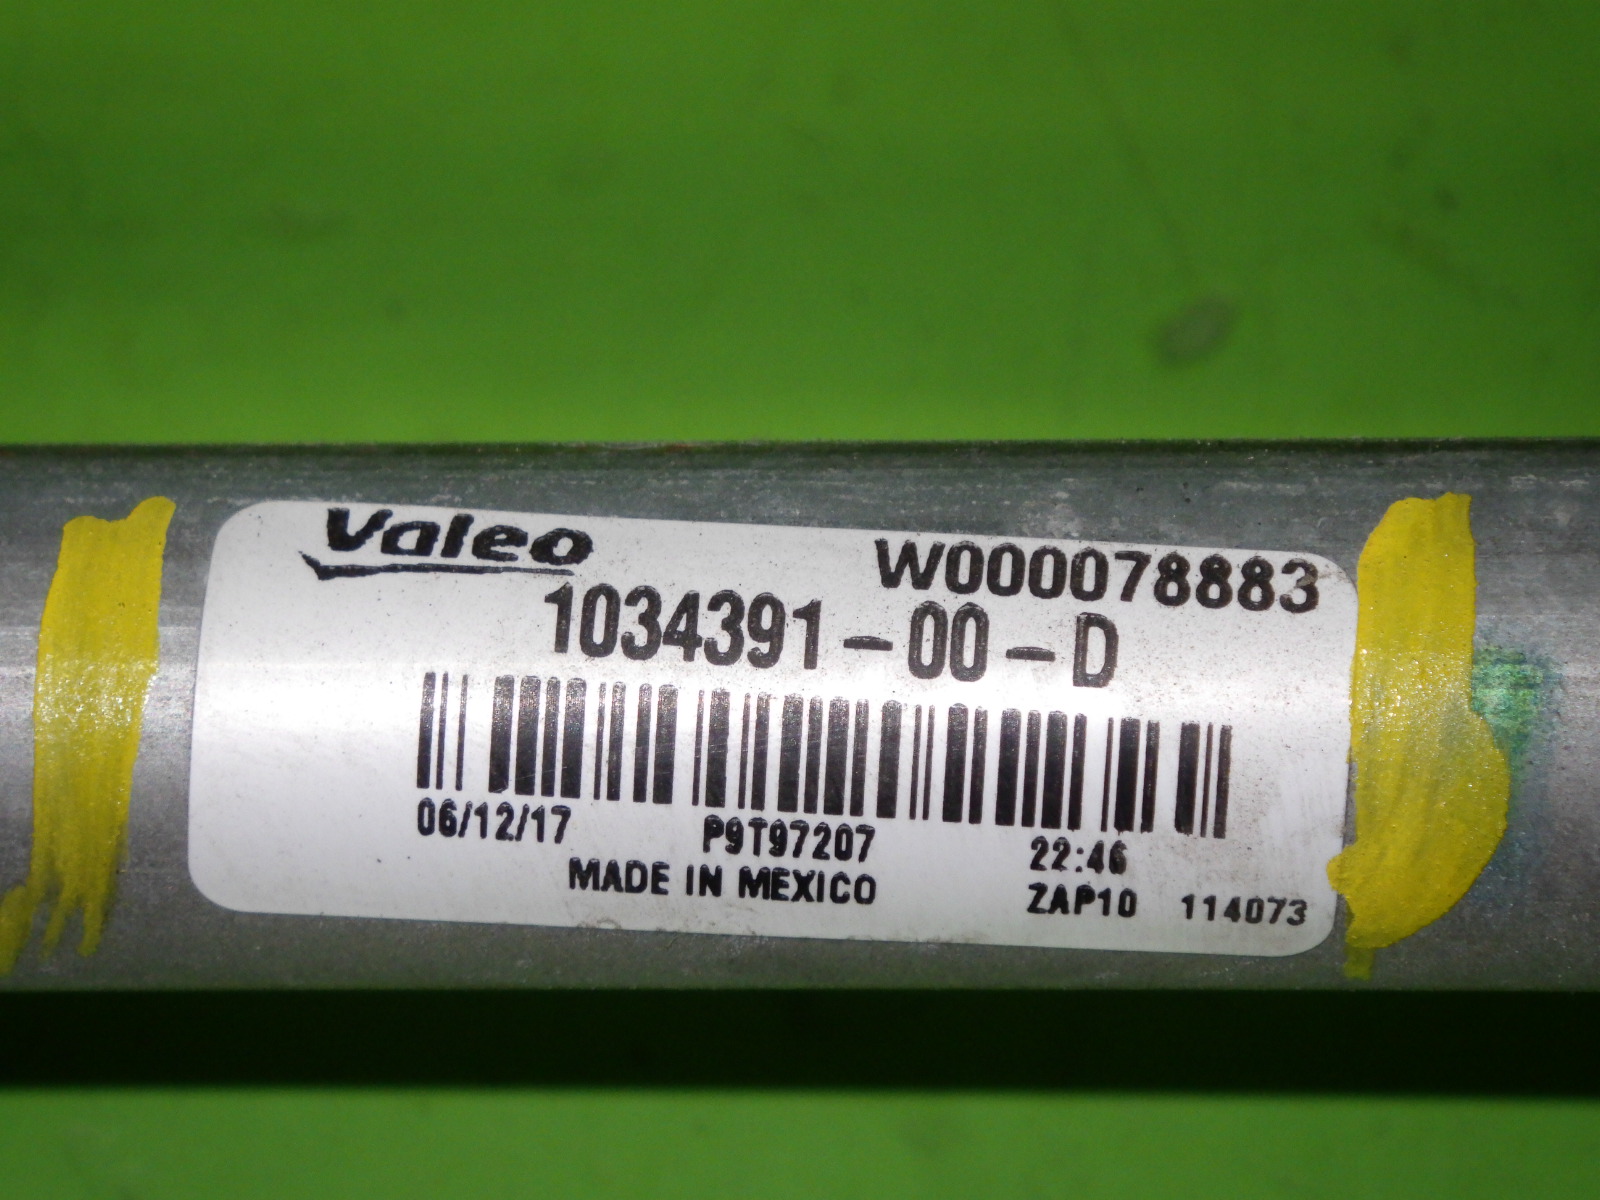 Valeo
W000078883
1034391-00-D
06/12/17 P9T97207 22:46
MADE IN MEXICO ZAP10 114073